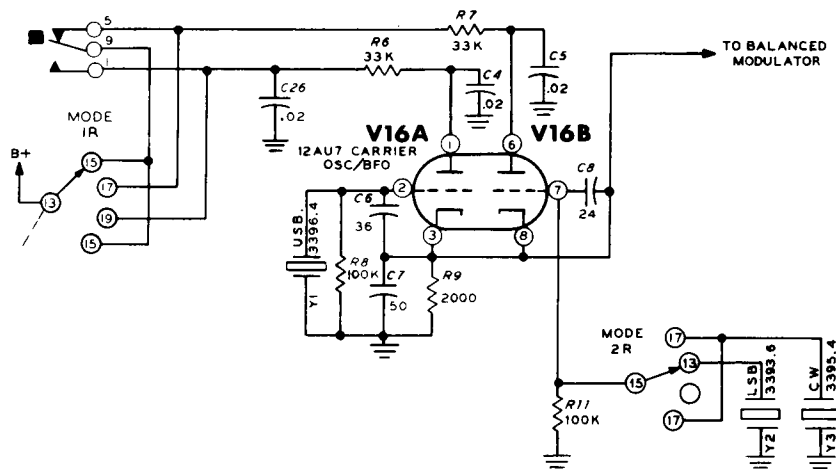 5
9
1
R7
33K
R6
33K
C5
.02
C4
.02
C26
.02
TO BALANCED
MODULATOR
MODE
1R
B+
13
15
17
19
15
V16A
V16B
12AU7 CARRIER
OSC/BFO
1
6
2
7
3
8
C8
24
C6
36
C7
50
R8
100K
R9
2000
USB.
3396.4
Y1
MODE
2R
17
13
15
17
R11
100K
LSB
3393.6
Y2
CW
3395.4
Y3